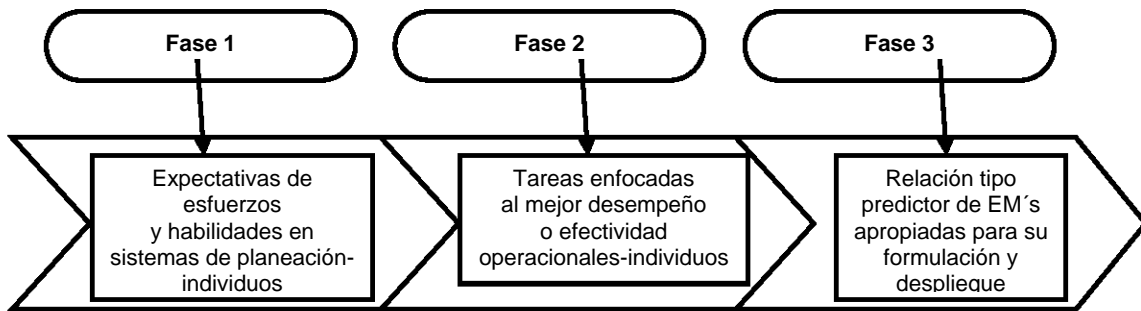 Fase 1
Fase 2
Fase 3
Expectativas de
esfuerzos
y habilidades en
sistemas de planeación-
individuos
Tareas enfocadas
al mejor desempeño
o efectividad
operacionales-individuos
Relación tipo
predictor de EM´s
apropiadas para su
formulación y
despliegue